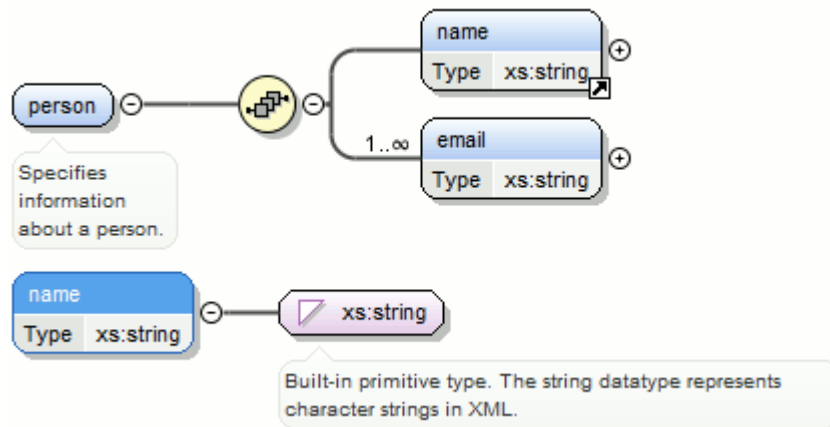 name
Type xs:string
person
1..∞
email
Type xs:string
Specifies
information
about a person.
name
Type xs:string
xs:string
Built-in primitive type. The string datatype represents
character strings in XML.